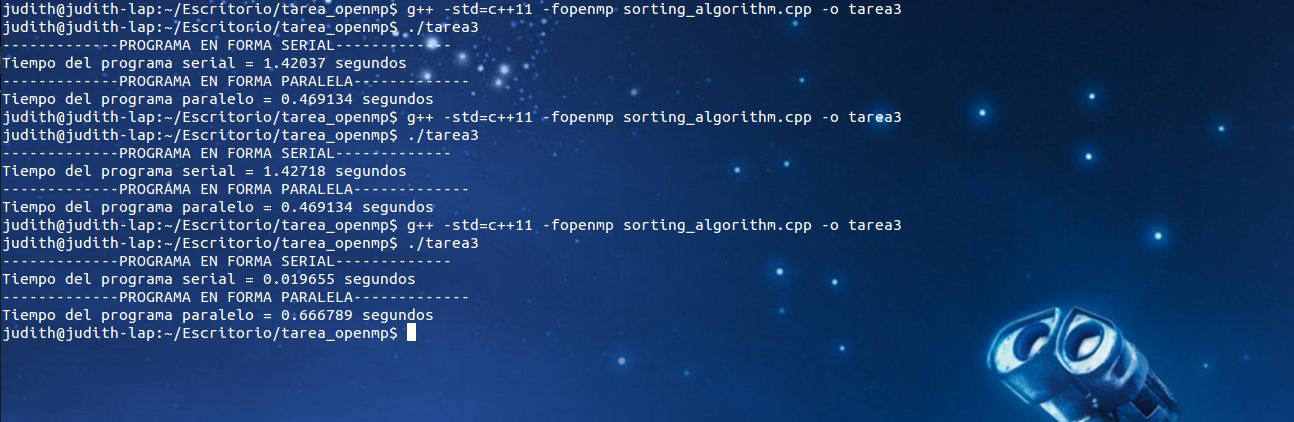 judith@judith-lap:~/Escritorio/tarea_openmp$ g++ -std=c++11 -fopenmp sorting_algorithm.cpp -o tarea3
judith@judith-lap:~/Escritorio/tarea_openmp$ ./tarea3
-------------PROGRAMA EN FORMA SERIAL-------------
Tiempo del programa serial = 1.42037 segundos
-------------PROGRAMA EN FORMA PARALELA-------------
Tiempo del programa paralelo = 0.469134 segundos
judith@judith-lap:~/Escritorio/tarea_openmp$ g++ -std=c++11 -fopenmp sorting_algorithm.cpp -o tarea3
judith@judith-lap:~/Escritorio/tarea_openmp$ ./tarea3
-------------PROGRAMA EN FORMA SERIAL-------------
Tiempo del programa serial = 1.42718 segundos
-------------PROGRAMA EN FORMA PARALELA-------------
Tiempo del programa paralelo = 0.469134 segundos
judith@judith-lap:~/Escritorio/tarea_openmp$ g++ -std=c++11 -fopenmp sorting_algorithm.cpp -o tarea3
judith@judith-lap:~/Escritorio/tarea_openmp$ ./tarea3
-------------PROGRAMA EN FORMA SERIAL-------------
Tiempo del programa serial = 0.019655 segundos
-------------PROGRAMA EN FORMA PARALELA-------------
Tiempo del programa paralelo = 0.666789 segundos
judith@judith-lap:~/Escritorio/tarea_openmp$